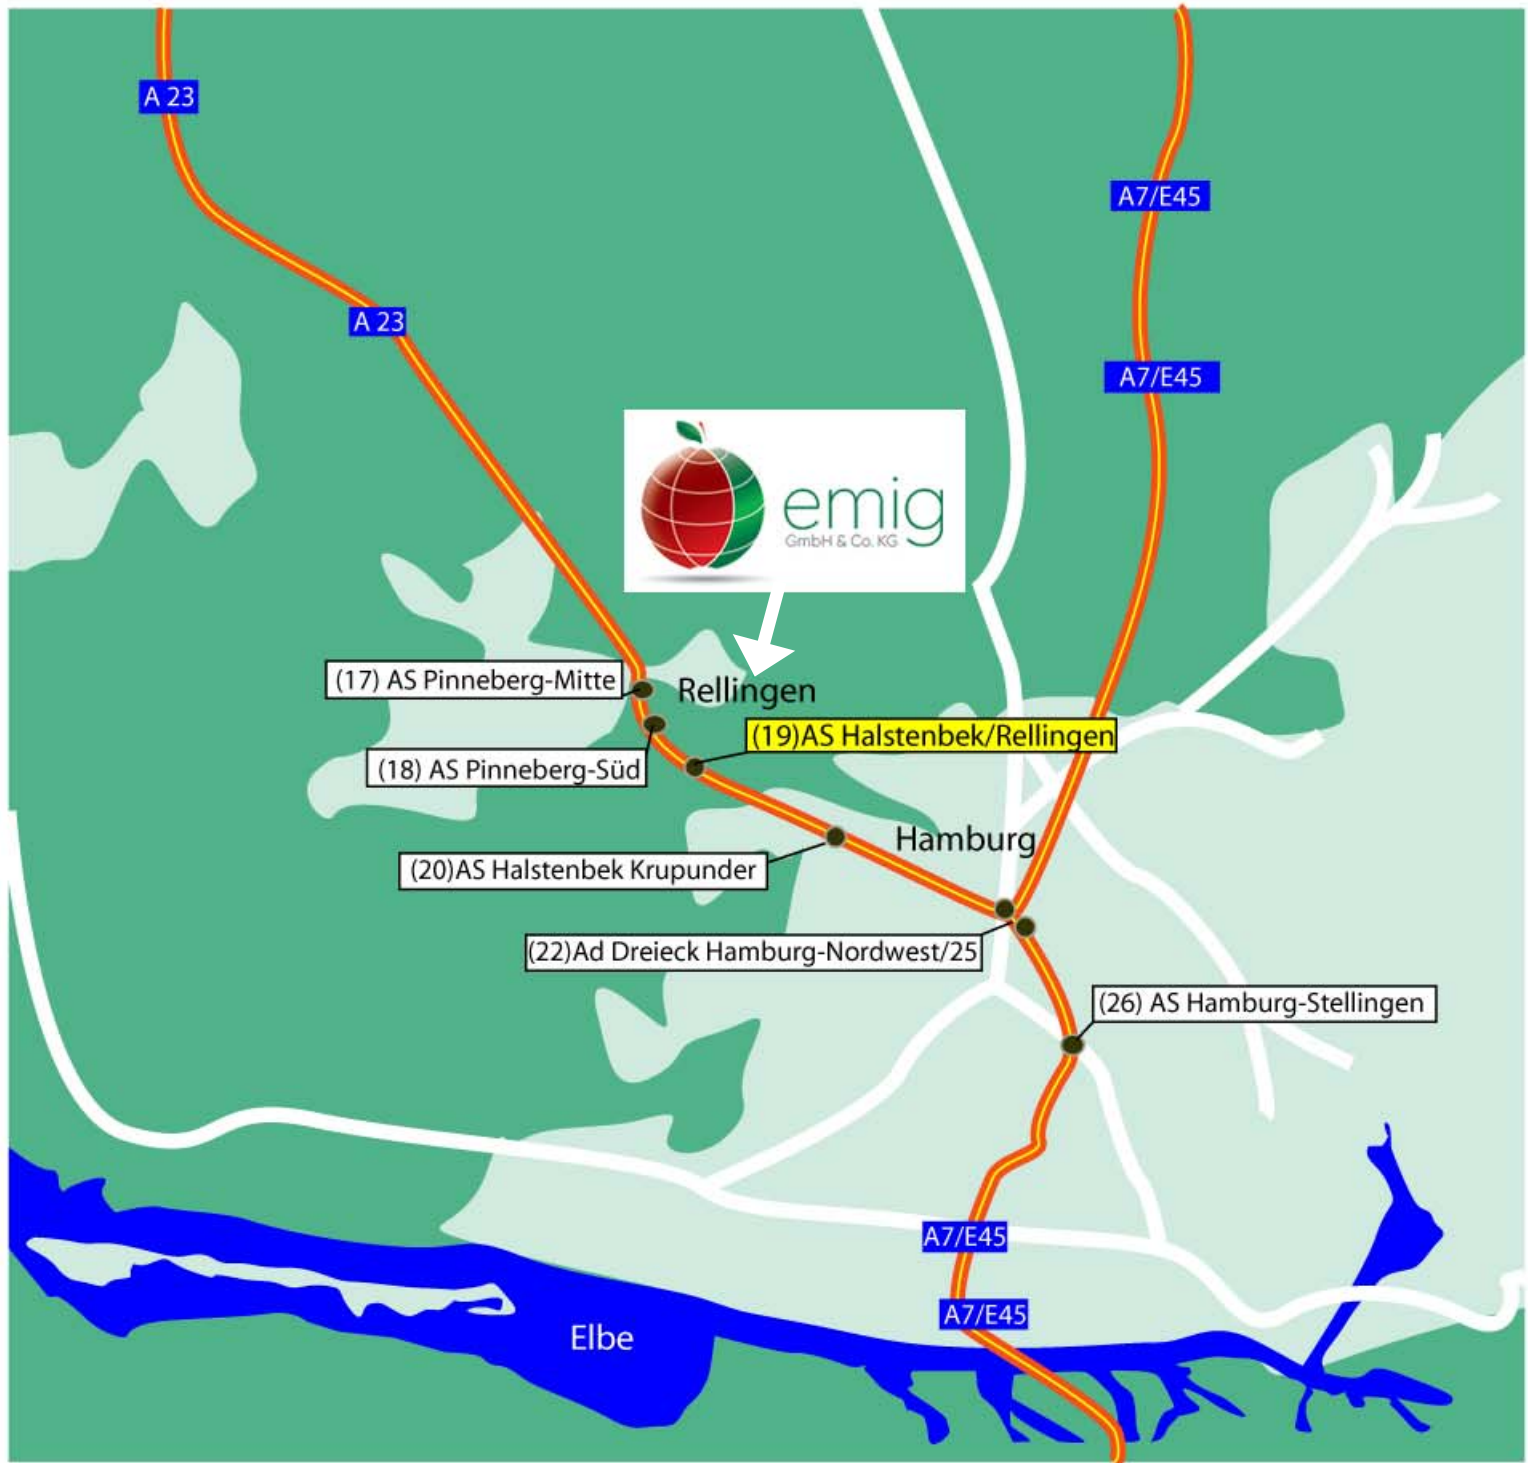 A 23
A7/E45
A 23
A7/E45
emig
GmbH & Co. KG
(17) AS Pinneberg-Mitte
Rellingen
(19)AS Halstenbek/Rellingen
(18) AS Pinneberg-Süd
Hamburg
(20)AS Halstenbek Krupunder
(22)Ad Dreieck Hamburg-Nordwest/25
(26) AS Hamburg-Stellingen
A7/E45
A7/E45
Elbe